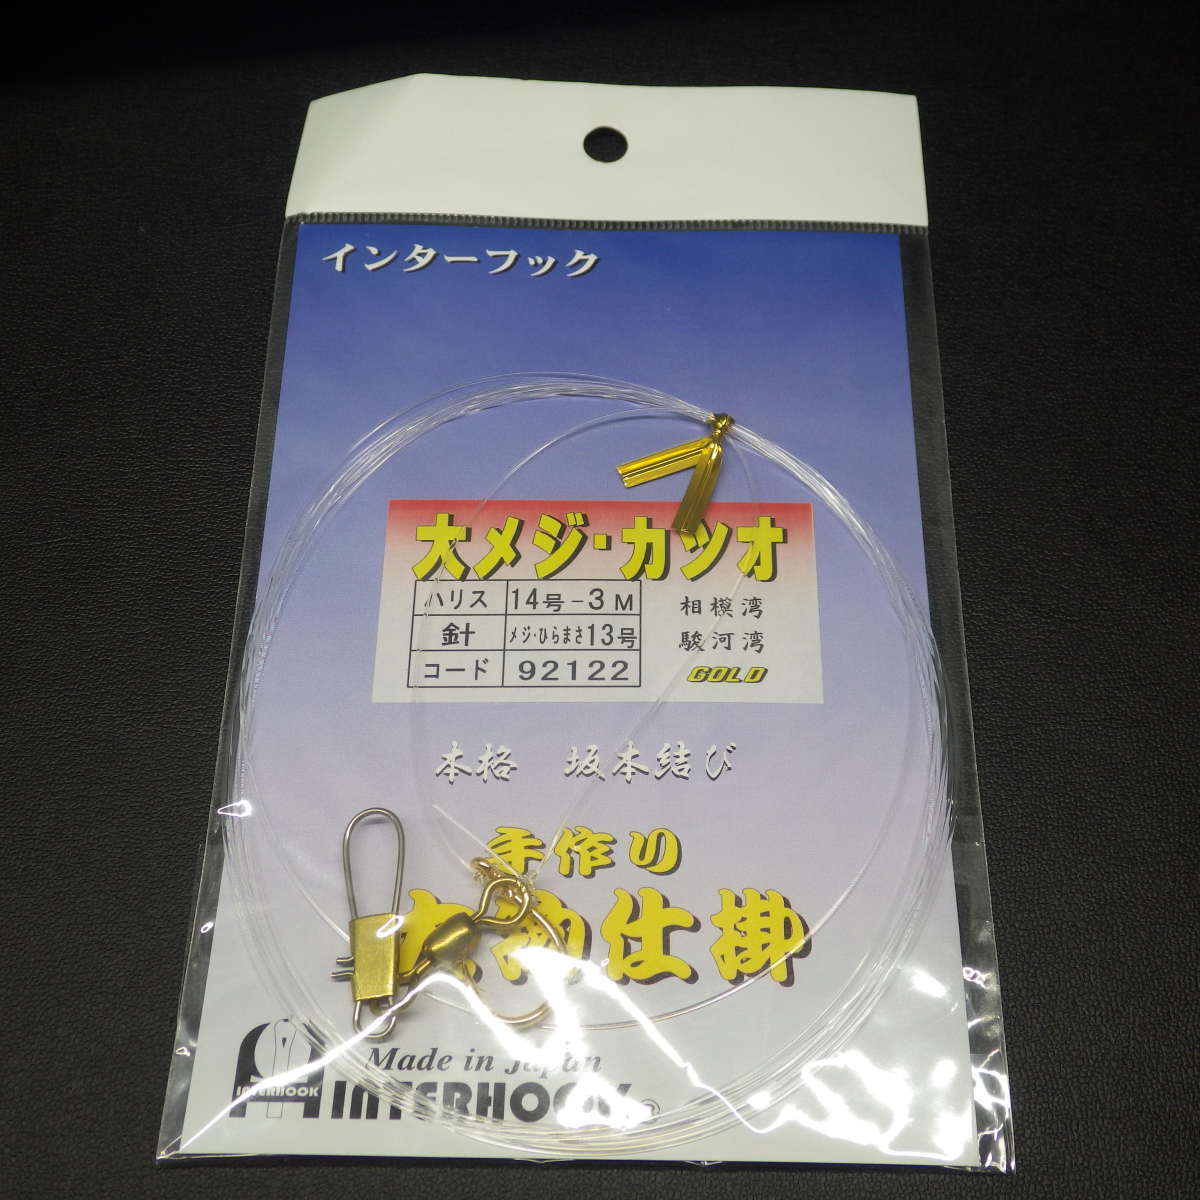 インターフック
大メジ・カツオ
ハリス 14号-3M
針 メジ・ひらまさ13号
コード 92122
相模湾
駿河湾
GOLD
本格 坂本結び
手作り
仕掛
Made in Japan
INTERHOOK
INTERHOOK